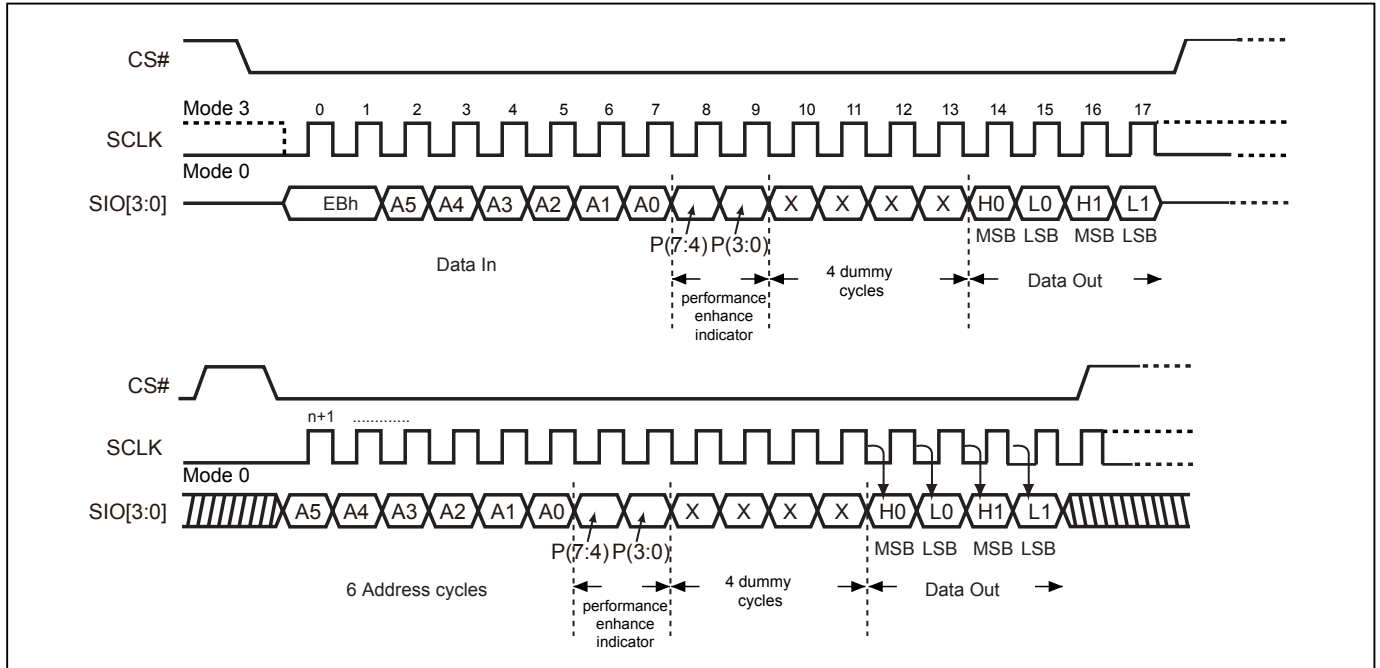 CS#
Mode 3
0 1 2 3 4 5 6 7 8 9 10 11 12 13 14 15 16 17
SCLK
Mode 0
SIO[3:0]
EBh A5 A4 A3 A2 A1 A0 X X X X H0 L0 H1 L1
MSB LSB MSB LSB
P(7:4) P(3:0)
Data In
performance
enhance
indicator
4 dummy
cycles
Data Out
CS#
n+1 .............
SCLK
Mode 0
SIO[3:0]
A5 A4 A3 A2 A1 A0 X X X X H0 L0 H1 L1
MSB LSB MSB LSB
P(7:4) P(3:0)
6 Address cycles
performance
enhance
indicator
4 dummy
cycles
Data Out